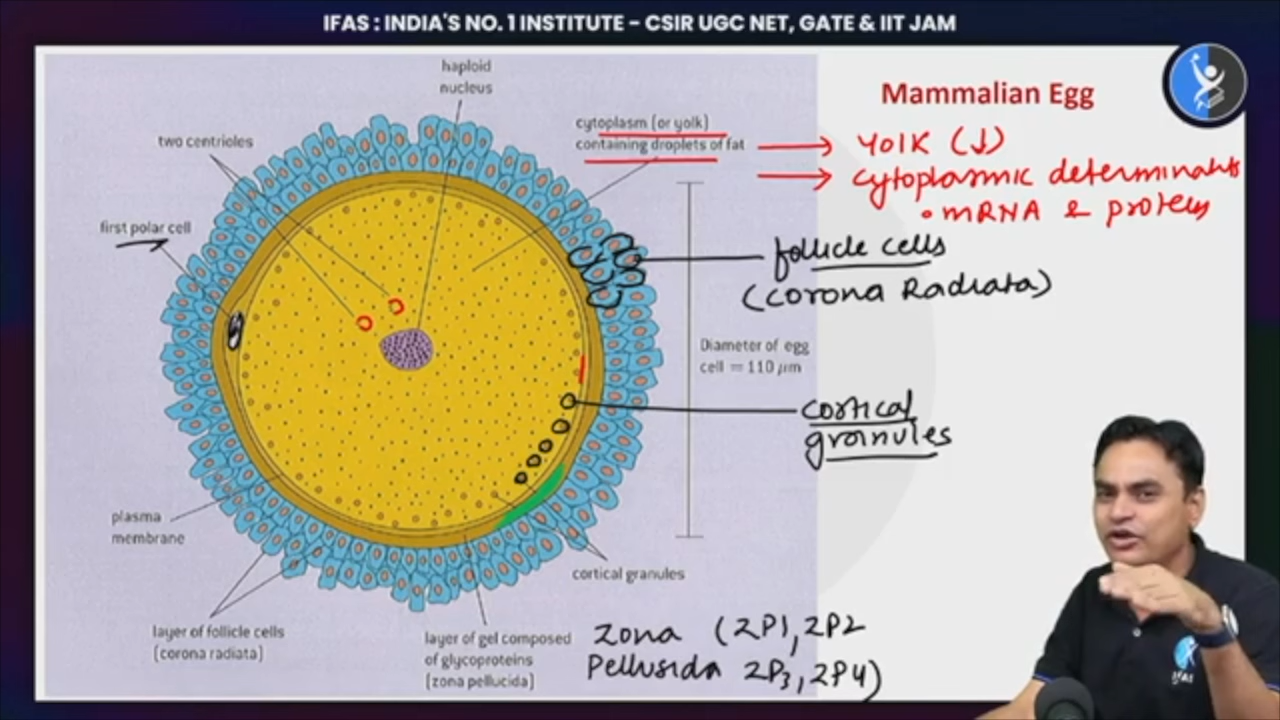 IFAS : INDIA'S NO. 1 INSTITUTE - CSIR UGC NET, GATE & IIT JAM
Mammalian Egg
haploid
nucleus
two centrioles
cytoplasm (or yolk)
containing droplets of fat
YOlK (↓)
Cytoplasmic determinants
• mRNA & proteins
first polar cell
follicle cells
(Corona Radiata)
Diameter of egg
cell = 110 µm
cortical
granules
plasma
membrane
cortical granules
layer of follicle cells
(corona radiata)
layer of gel composed
of glycoproteins
(zona pellucida)
Zona (ZP1, ZP2
Pellusida ZP3, ZP4)
IFAS